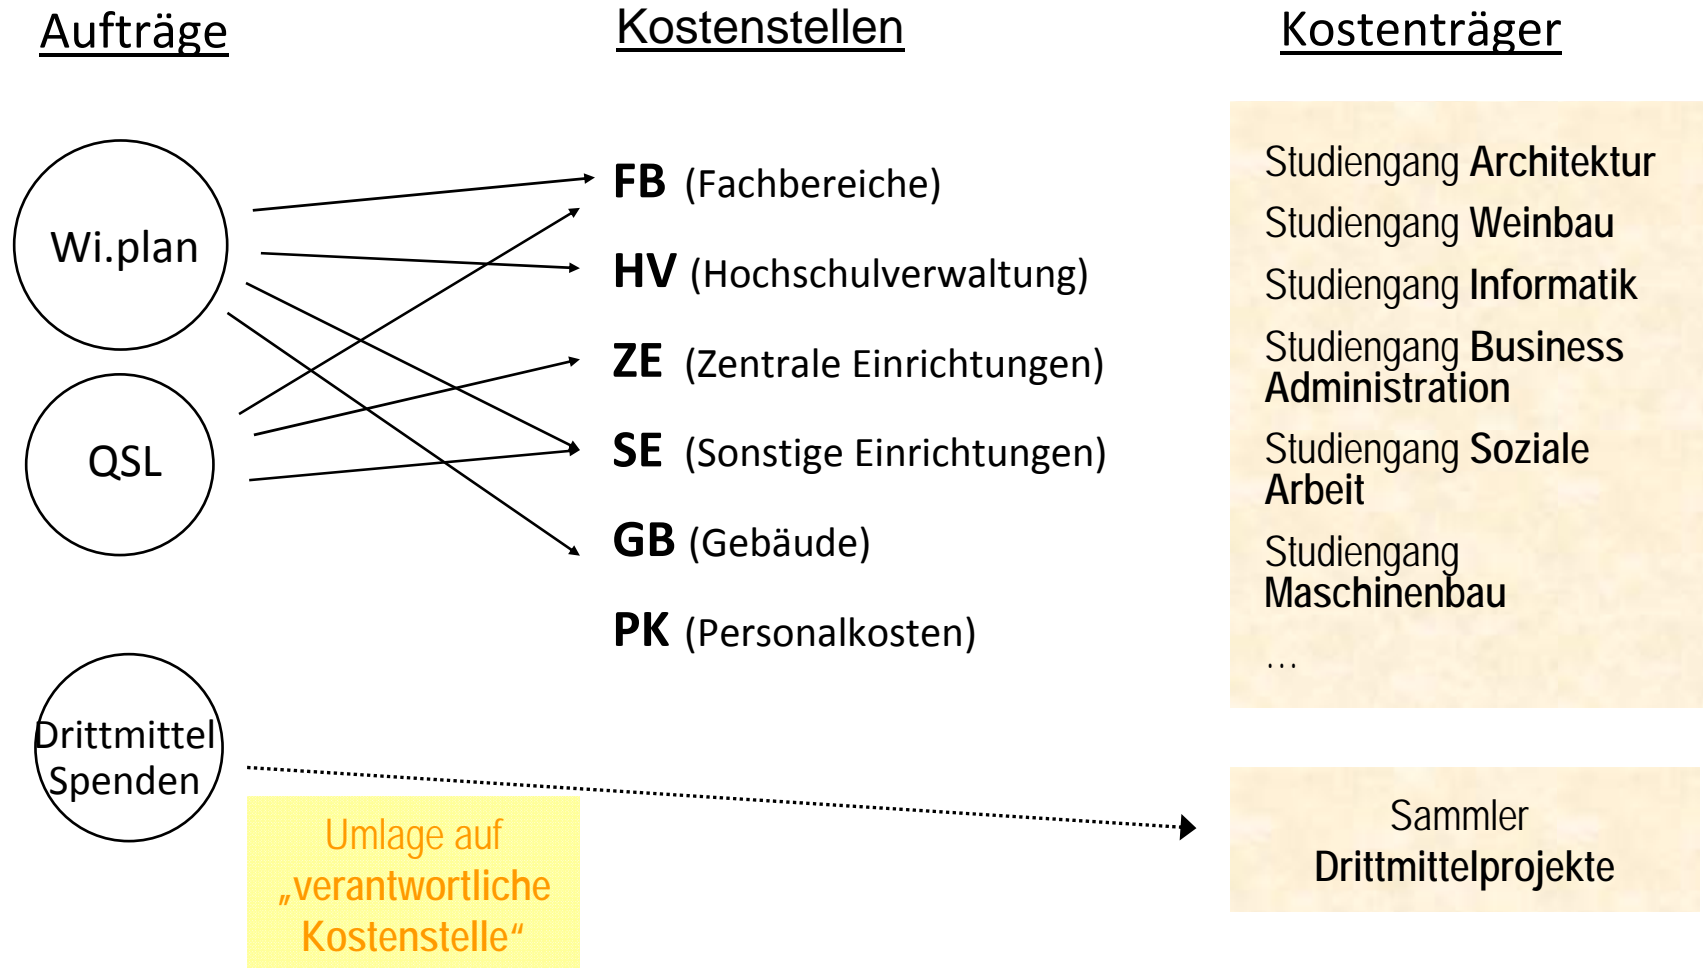 Aufträge
Kostenstellen
Kostenträger
Wi.plan
QSL
Drittmittel
Spenden
Umlage auf
„verantwortliche
Kostenstelle“
FB (Fachbereiche)
HV (Hochschulverwaltung)
ZE (Zentrale Einrichtungen)
SE (Sonstige Einrichtungen)
GB (Gebäude)
PK (Personalkosten)
Studiengang Architektur
Studiengang Weinbau
Studiengang Informatik
Studiengang Business
Administration
Studiengang Soziale
Arbeit
Studiengang
Maschinenbau
…
Sammler
Drittmittelprojekte